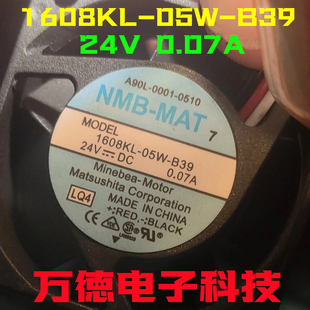 1608KL-05W-B39
24V 0.07A
A90L-0001-0510
NMB-MAT 7
MODEL
1608KL-05W-B39
24V⎓DC 0.07A
Minebea-Motor
Matsushita Corporation
LQ4
MADE IN CHINA
+:RED,-:BLACK
万德电子科技